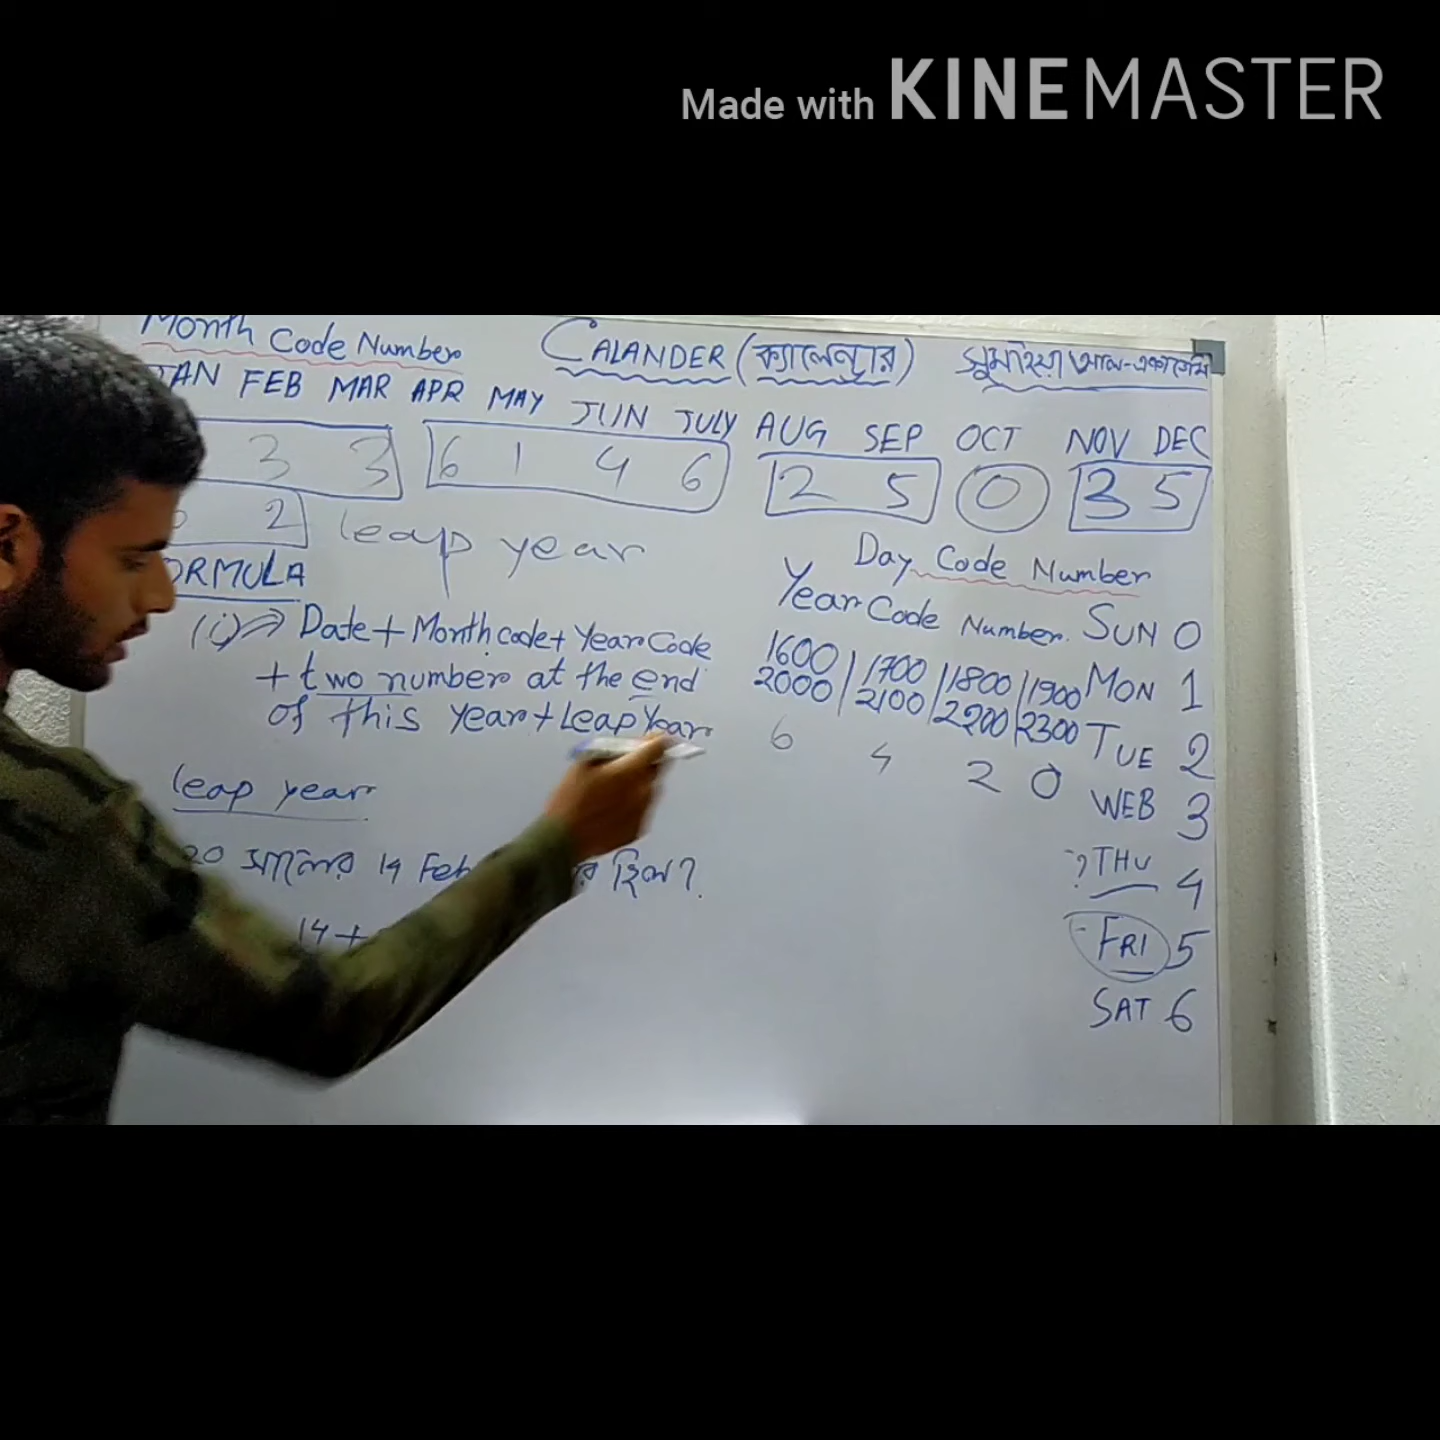 Made with KINEMASTER
Month Code Number
CALANDER (ক্যালেন্ডার)
JAN FEB MAR APR MAY JUN JULY AUG SEP OCT NOV DEC
3 3 6 1 4 6 2 5 0 3 5
2 leap year
FORMULA
(i) ⇒ Date + Month code + Year Code
+ two number at the end
of this year + Leap Year
Day Code Number
Year Code Number.
1600 | 1700 | 1800 | 1900
2000 | 2100 | 2200 | 2300
6 4 2 0
SUN 0
MON 1
TUE 2
WEB 3
? THU 4
FRI 5
SAT 6
leap year
20 সালের 14 Feb ছিল?
14 +